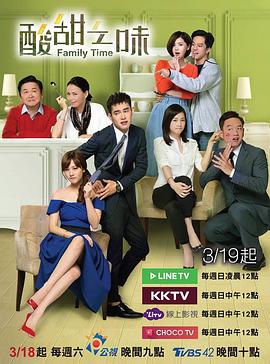 酸甜之味
Family Time
3/19起
LINE TV 每週日凌晨12點
KKTV 每週日中午12點
LiTV 線上影視 每週日中午12點
CHOCO TV 每週日中午12點
3/18起 每週六 公視 晚間九點 TVBS 42 晚間十點